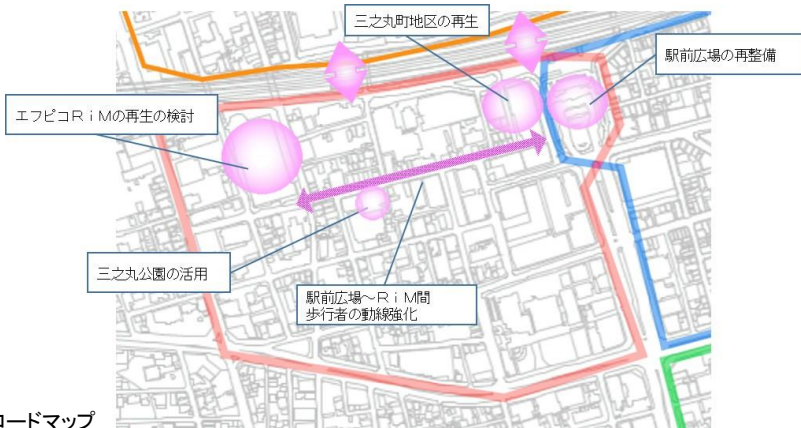 三之丸町地区の再生
駅前広場の再整備
エフピコRiMの再生の検討
三之丸公園の活用
駅前広場~RiM間
歩行者の動線強化
ロードマップ